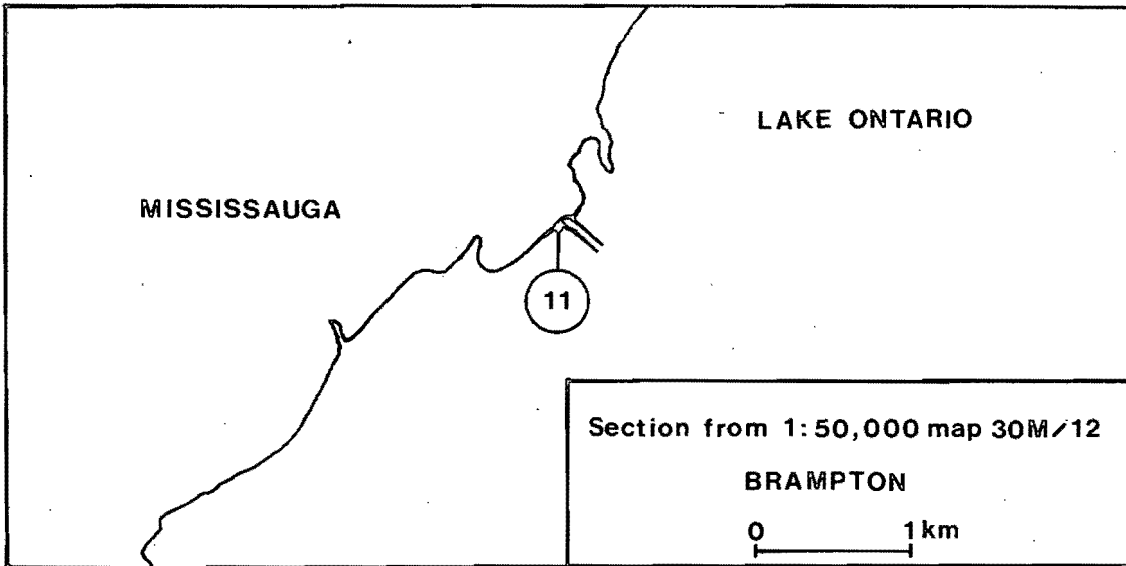 LAKE ONTARIO
MISSISSAUGA
11
Section from 1:50,000 map 30M/12
BRAMPTON
0 1km